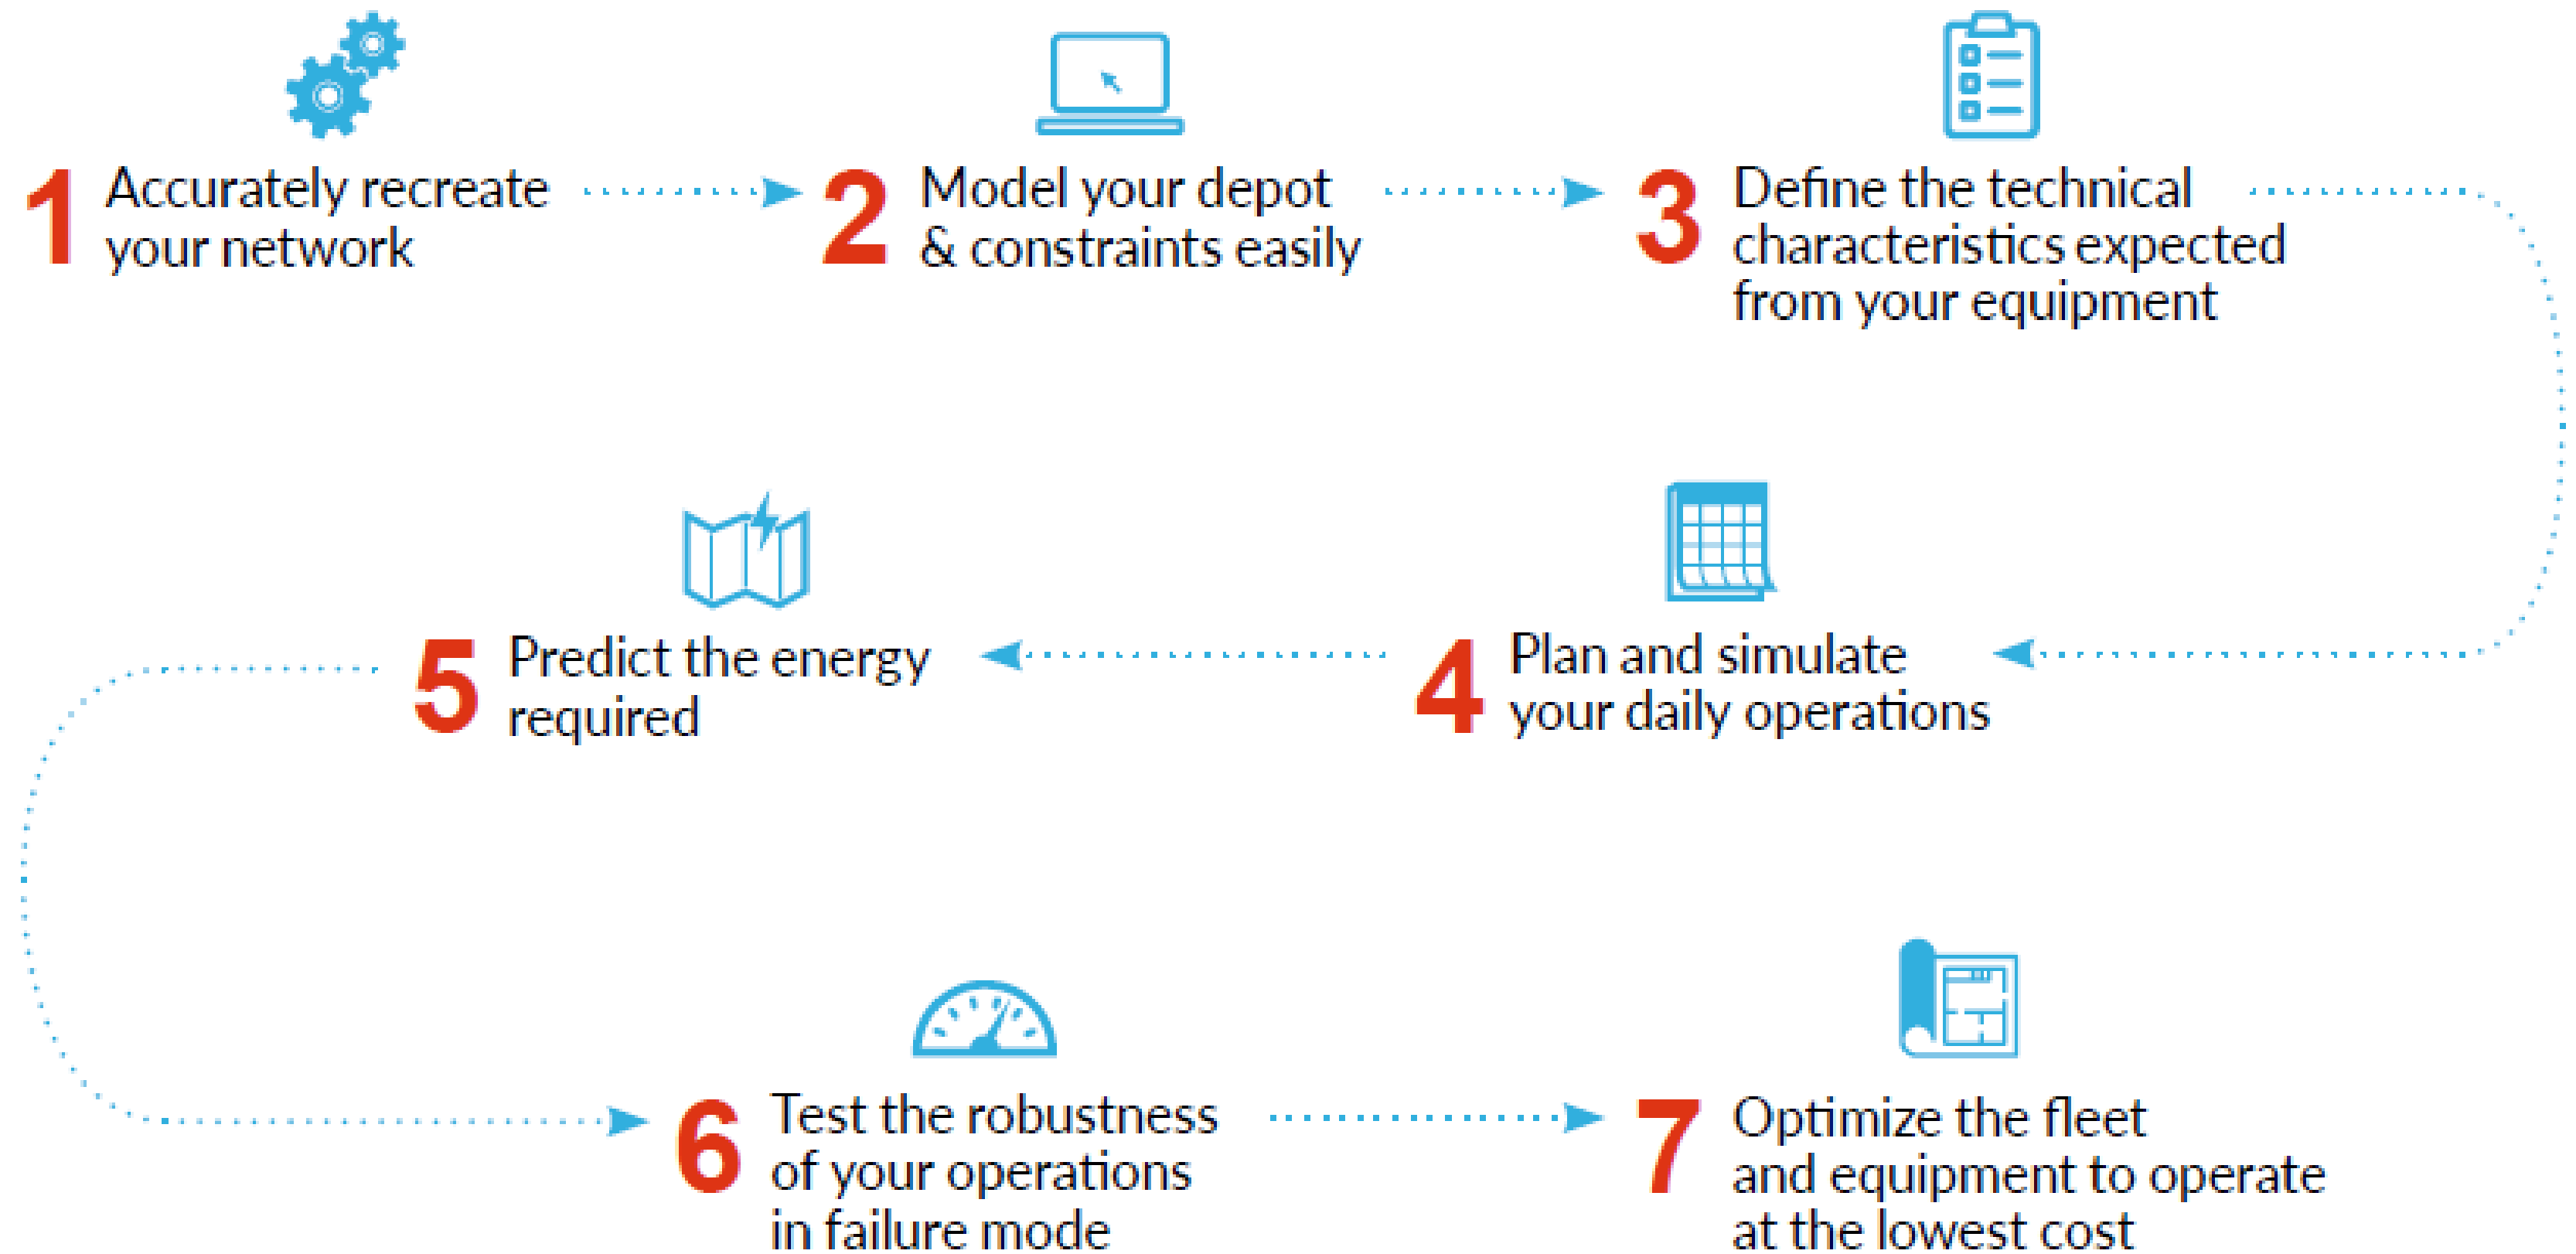 1 Accurately recreate
your network
2 Model your depot
& constraints easily
3 Define the technical
characteristics expected
from your equipment
4 Plan and simulate
your daily operations
5 Predict the energy
required
6 Test the robustness
of your operations
in failure mode
7 Optimize the fleet
and equipment to operate
at the lowest cost